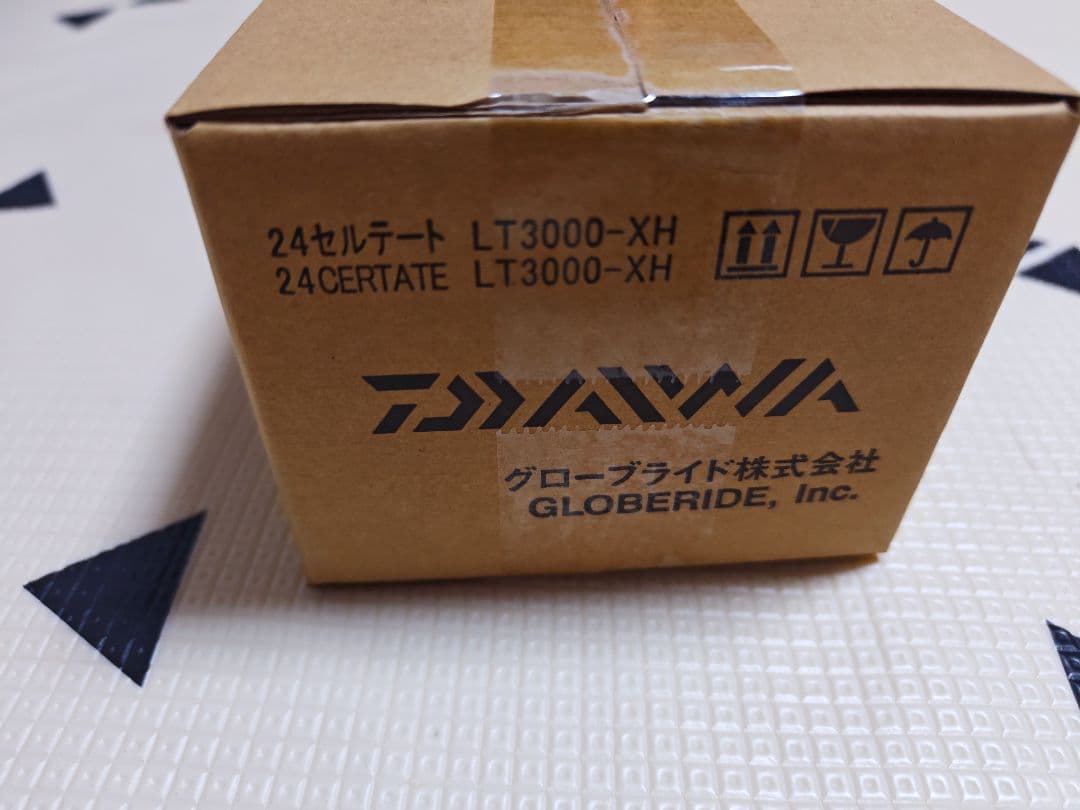 24セルテート LT3000-XH
24CERTATE LT3000-XH
DAIWA
グローブライド株式会社
GLOBERIDE, Inc.